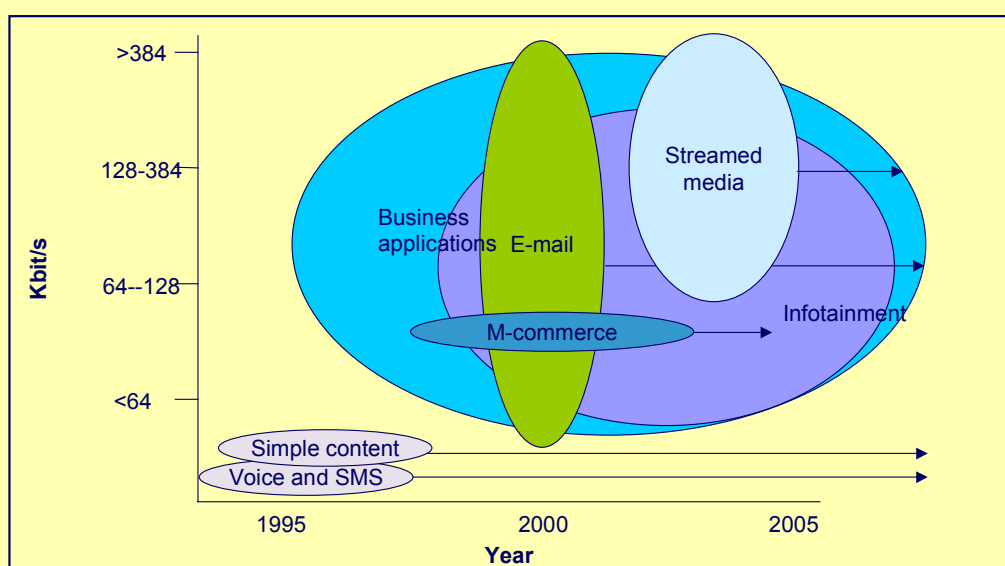 >384
128-384
64--128
<64
Kbit/s
Streamed
media
Business
applications
E-mail
Infotainment
M-commerce
Simple content
Voice and SMS
1995
2000
2005
Year